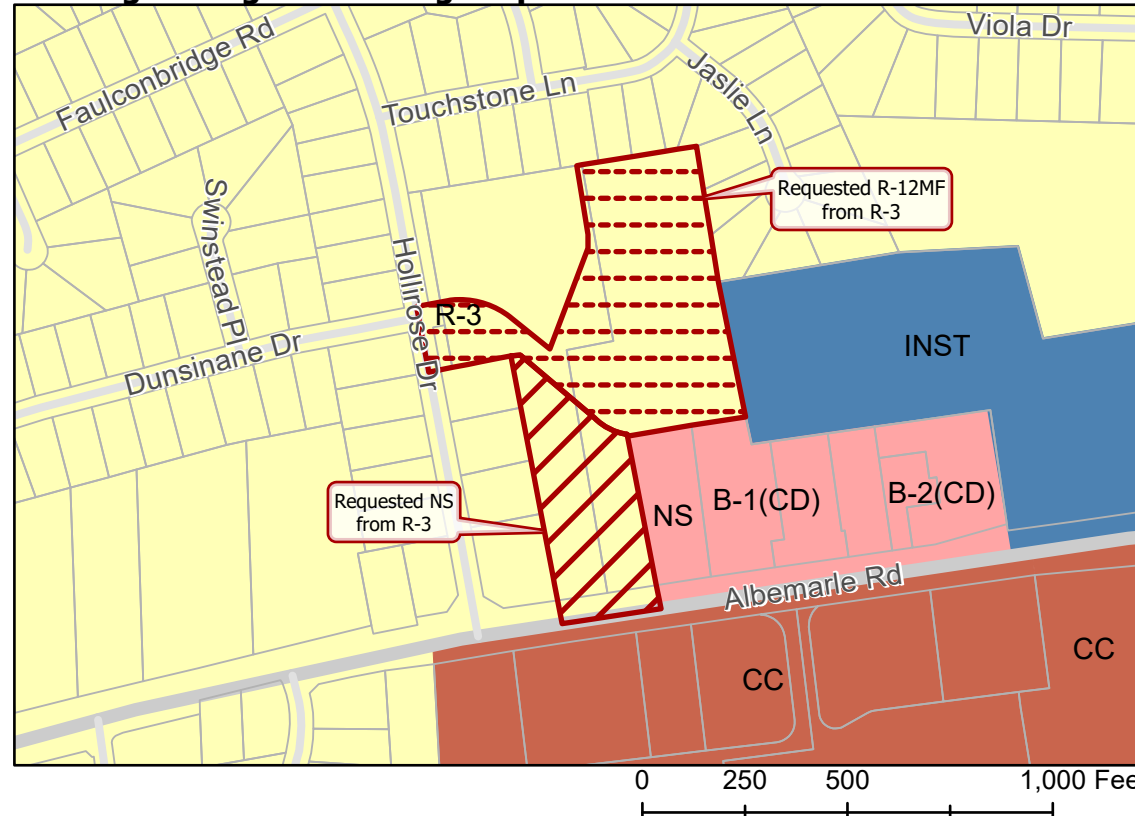 Faulconbridge Rd
Viola Dr
Touchstone Ln
Jaslie Ln
Requested R-12MF
from R-3
Swinstead Pl
Hollirose Dr
R-3
Dunsinane Dr
INST
Requested NS
from R-3
NS
B-1(CD)
B-2(CD)
Albemarle Rd
CC
CC
0 250 500 1,000 Fee